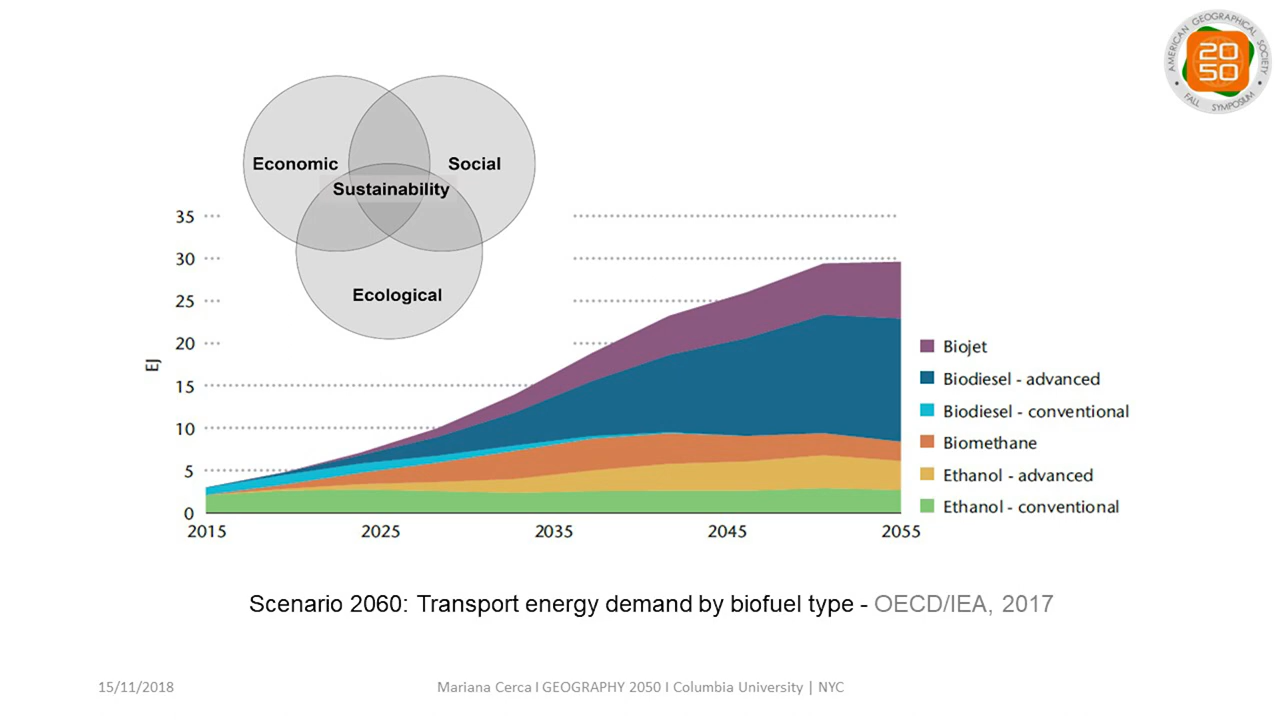 AMERICAN GEOGRAPHICAL SOCIETY
20
50
FALL SYMPOSIUM
Economic
Social
Sustainability
Ecological
35
30
25
20
15
10
5
0
EJ
2015 2025 2035 2045 2055
Biojet
Biodiesel - advanced
Biodiesel - conventional
Biomethane
Ethanol - advanced
Ethanol - conventional
Scenario 2060: Transport energy demand by biofuel type - OECD/IEA, 2017
15/11/2018
Mariana Cerca I GEOGRAPHY 2050 I Columbia University | NYC